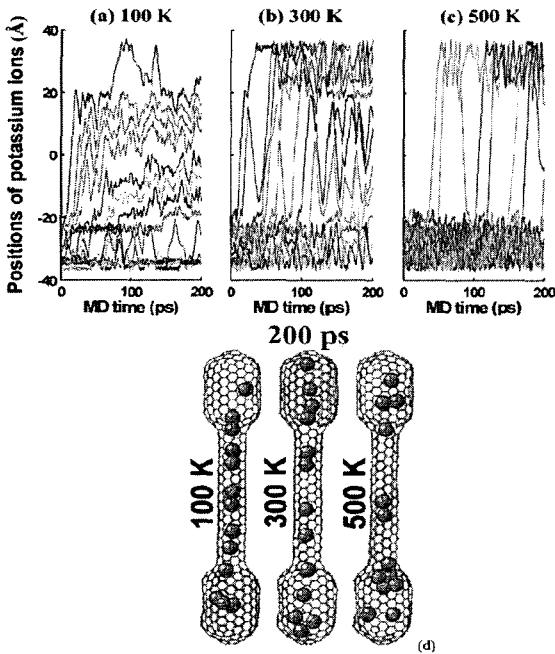 (a) 100 K
(b) 300 K
(c) 500 K
Positions of potassium ions (Å)
40
20
0
-20
-40
0 100 200
0 100 200
0 100 200
MD time (ps)
MD time (ps)
MD time (ps)
200 ps
100 K
300 K
500 K
(d)